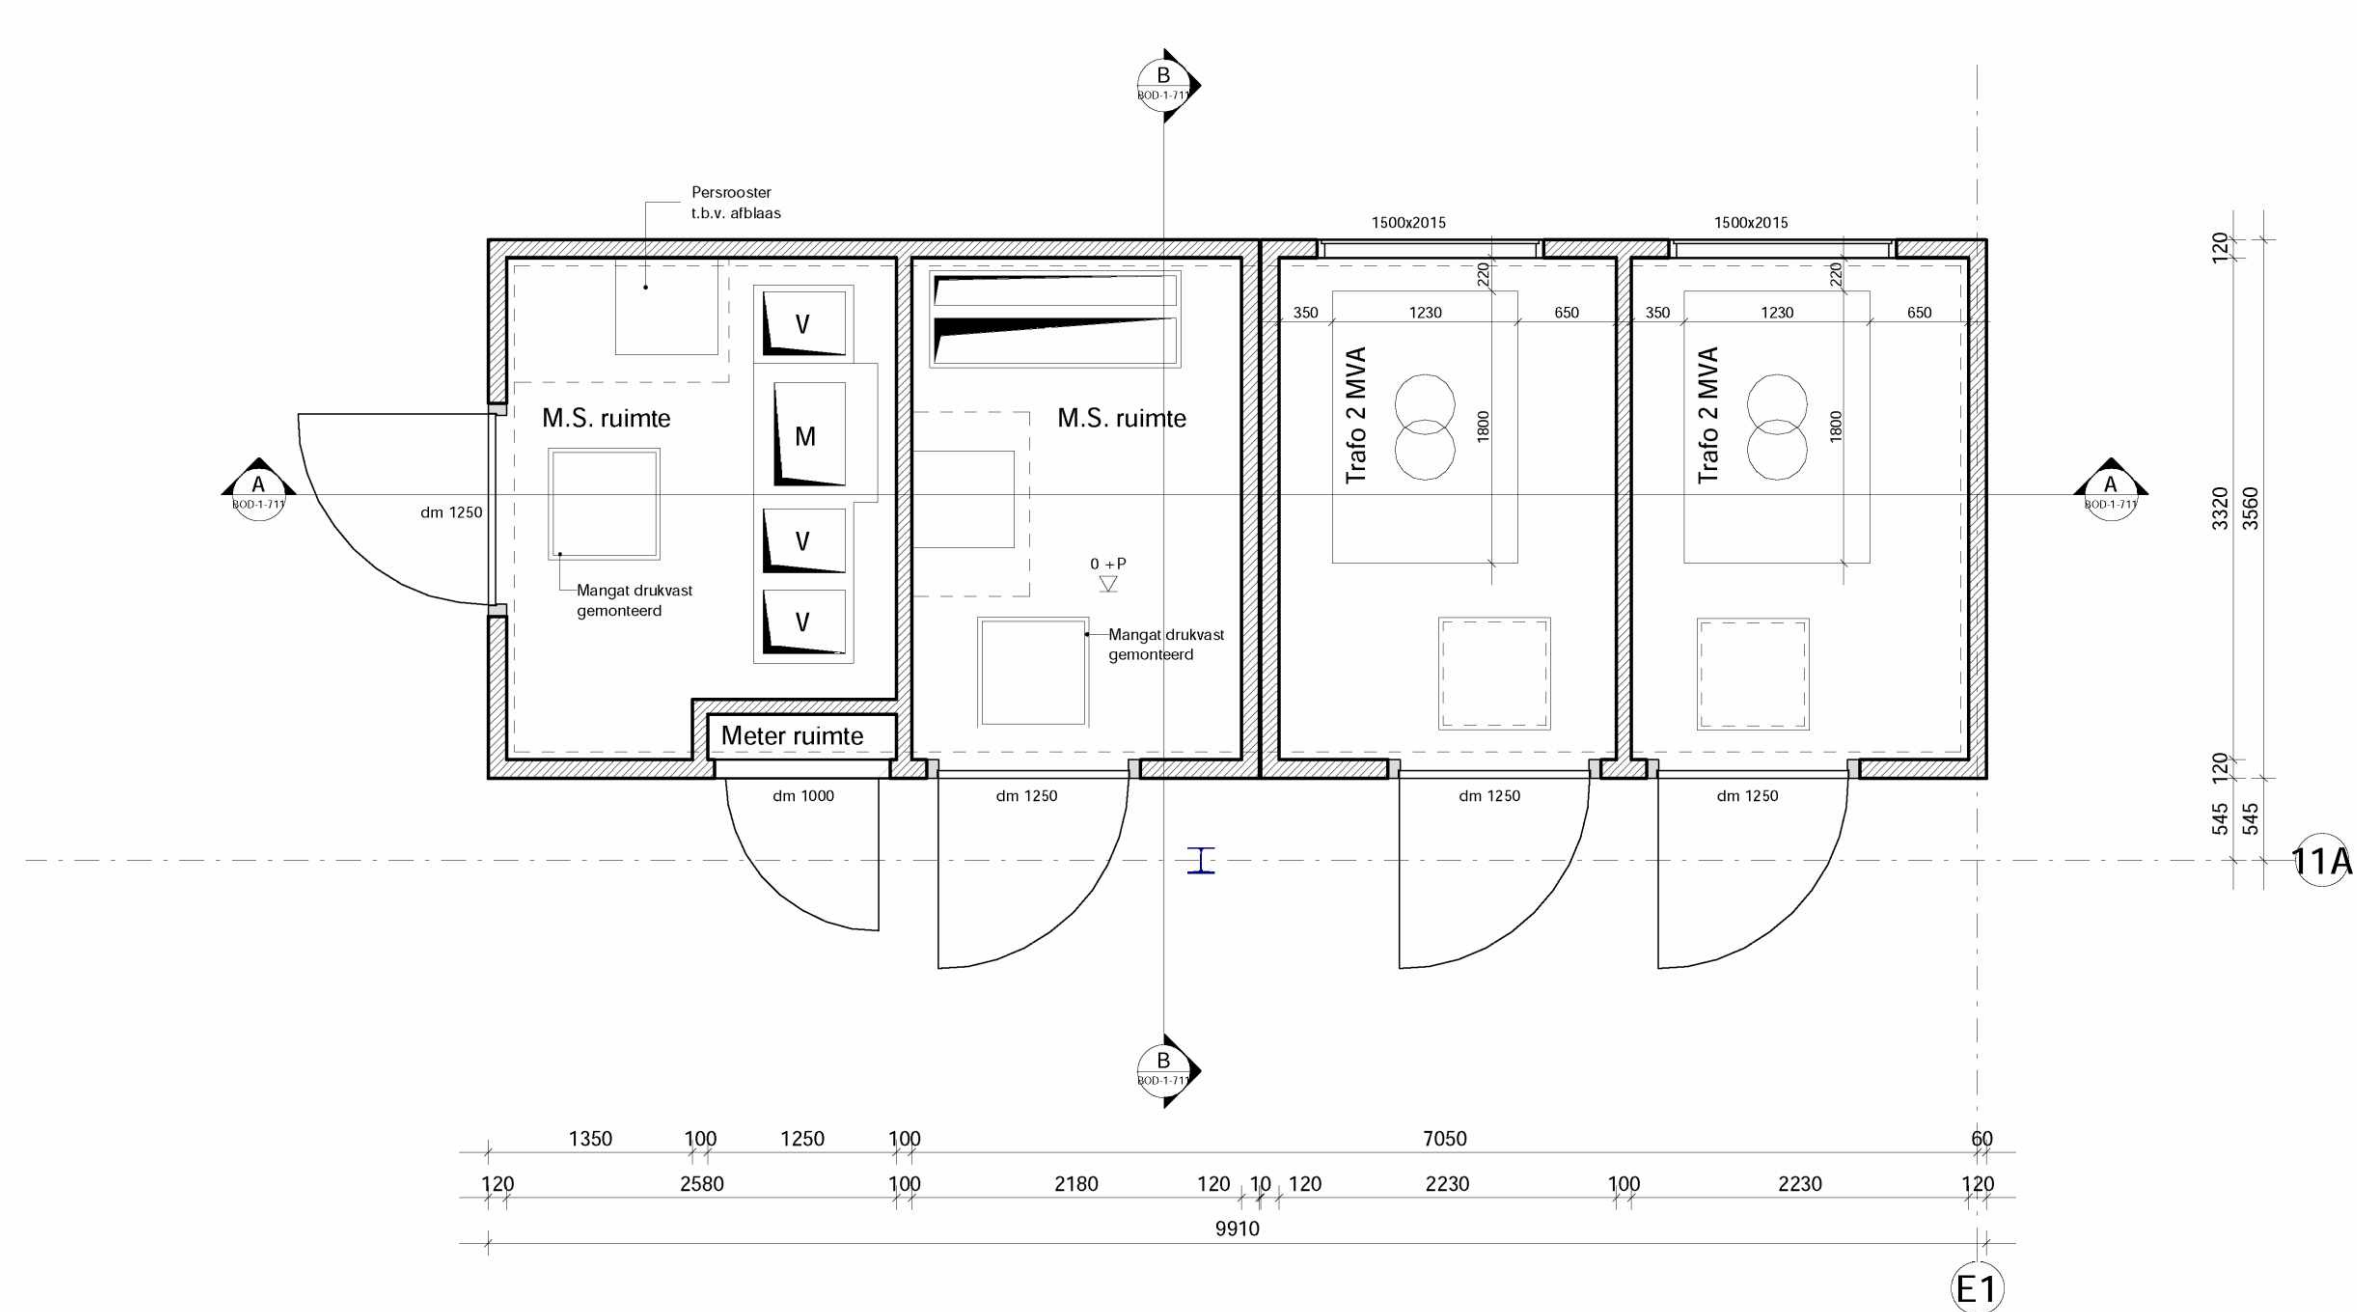 B
BOD-1-711
Persrooster
t.b.v. afblaas
1500x2015
1500x2015
120
220
220
350
1230
650
350
1230
650
V
M.S. ruimte
M
M.S. ruimte
Trafo 2 MVA
1800
Trafo 2 MVA
1800
A
BOD-1-711
dm 1250
A
BOD-1-711
3320
3560
V
0 +P
Mangat drukvast
gemonteerd
V
Mangat drukvast
gemonteerd
Meter ruimte
120
dm 1000
dm 1250
dm 1250
dm 1250
545
545
11A
B
BOD-1-711
1350
100
1250
100
7050
60
120
2580
100
2180
120
10
120
2230
100
2230
120
9910
E1